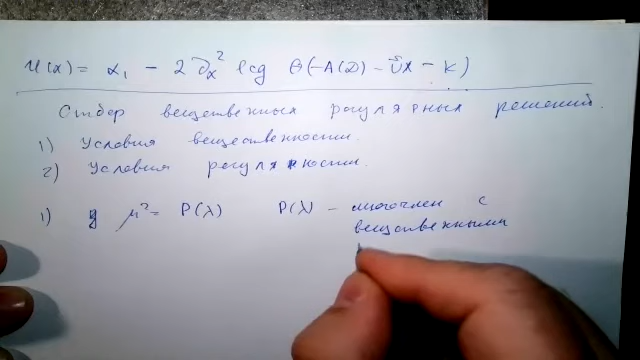 u(x) = α₁ − 2 ∂ₓ² log θ(−A(D) − Ux − K)
Отбор вещественных регулярных решений.
1) Условия вещественности.
2) Условия регулярности.
1) μ² = P(λ) P(λ) – многочлен с
вещественными